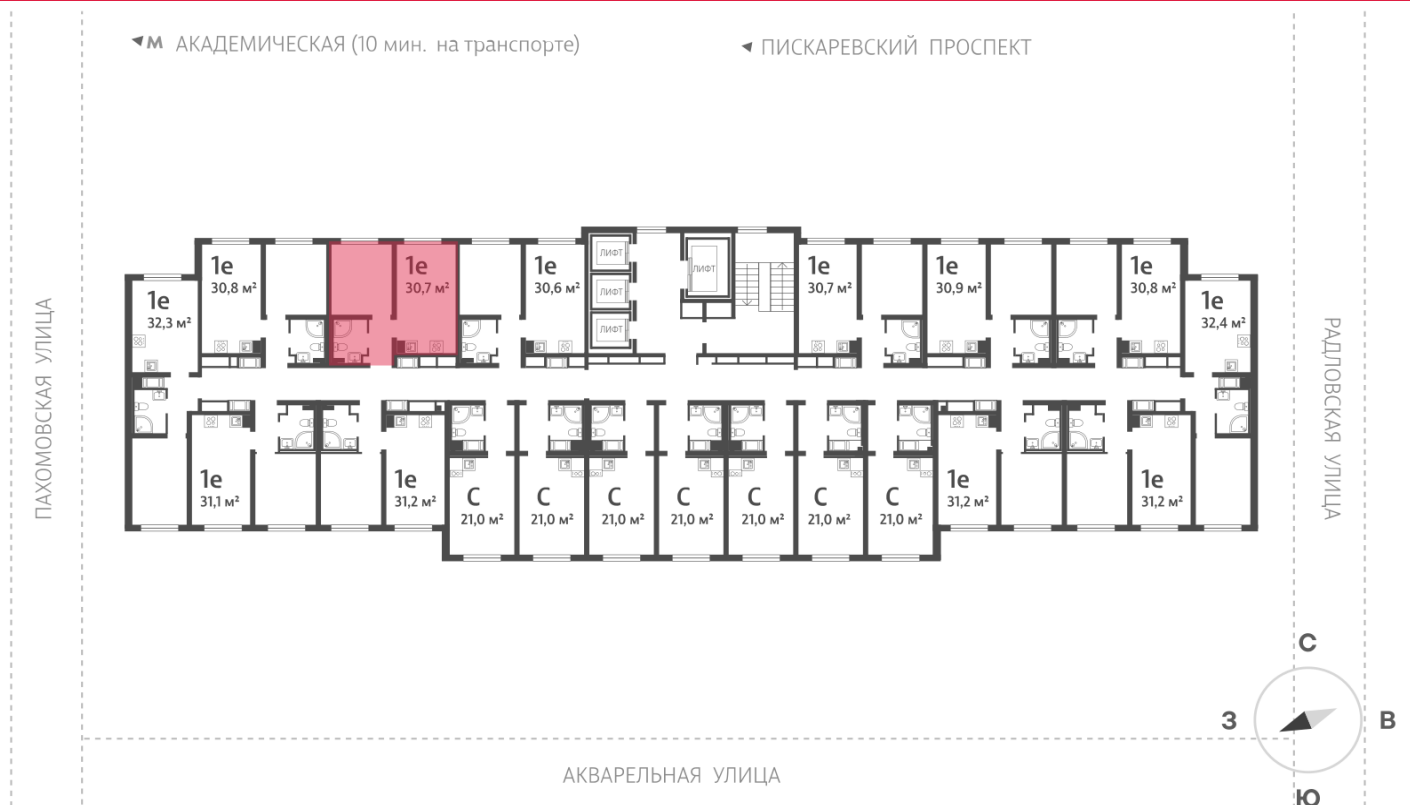 М АКАДЕМИЧЕСКАЯ (10 мин. на транспорте)
ПИСКАРЕВСКИЙ ПРОСПЕКТ
ПАХОМОВСКАЯ УЛИЦА
РАДЛОВСКАЯ УЛИЦА
1е
32,3 м²
1е
30,8 м²
1е
30,7 м²
1е
30,6 м²
ЛИФТ
ЛИФТ
ЛИФТ
ЛИФТ
1е
30,7 м²
1е
30,9 м²
1е
30,8 м²
1е
32,4 м²
1е
31,1 м²
1е
31,2 м²
С
21,0 м²
С
21,0 м²
С
21,0 м²
С
21,0 м²
С
21,0 м²
С
21,0 м²
С
21,0 м²
1е
31,2 м²
1е
31,2 м²
С
З
В
Ю
АКВАРЕЛЬНАЯ УЛИЦА